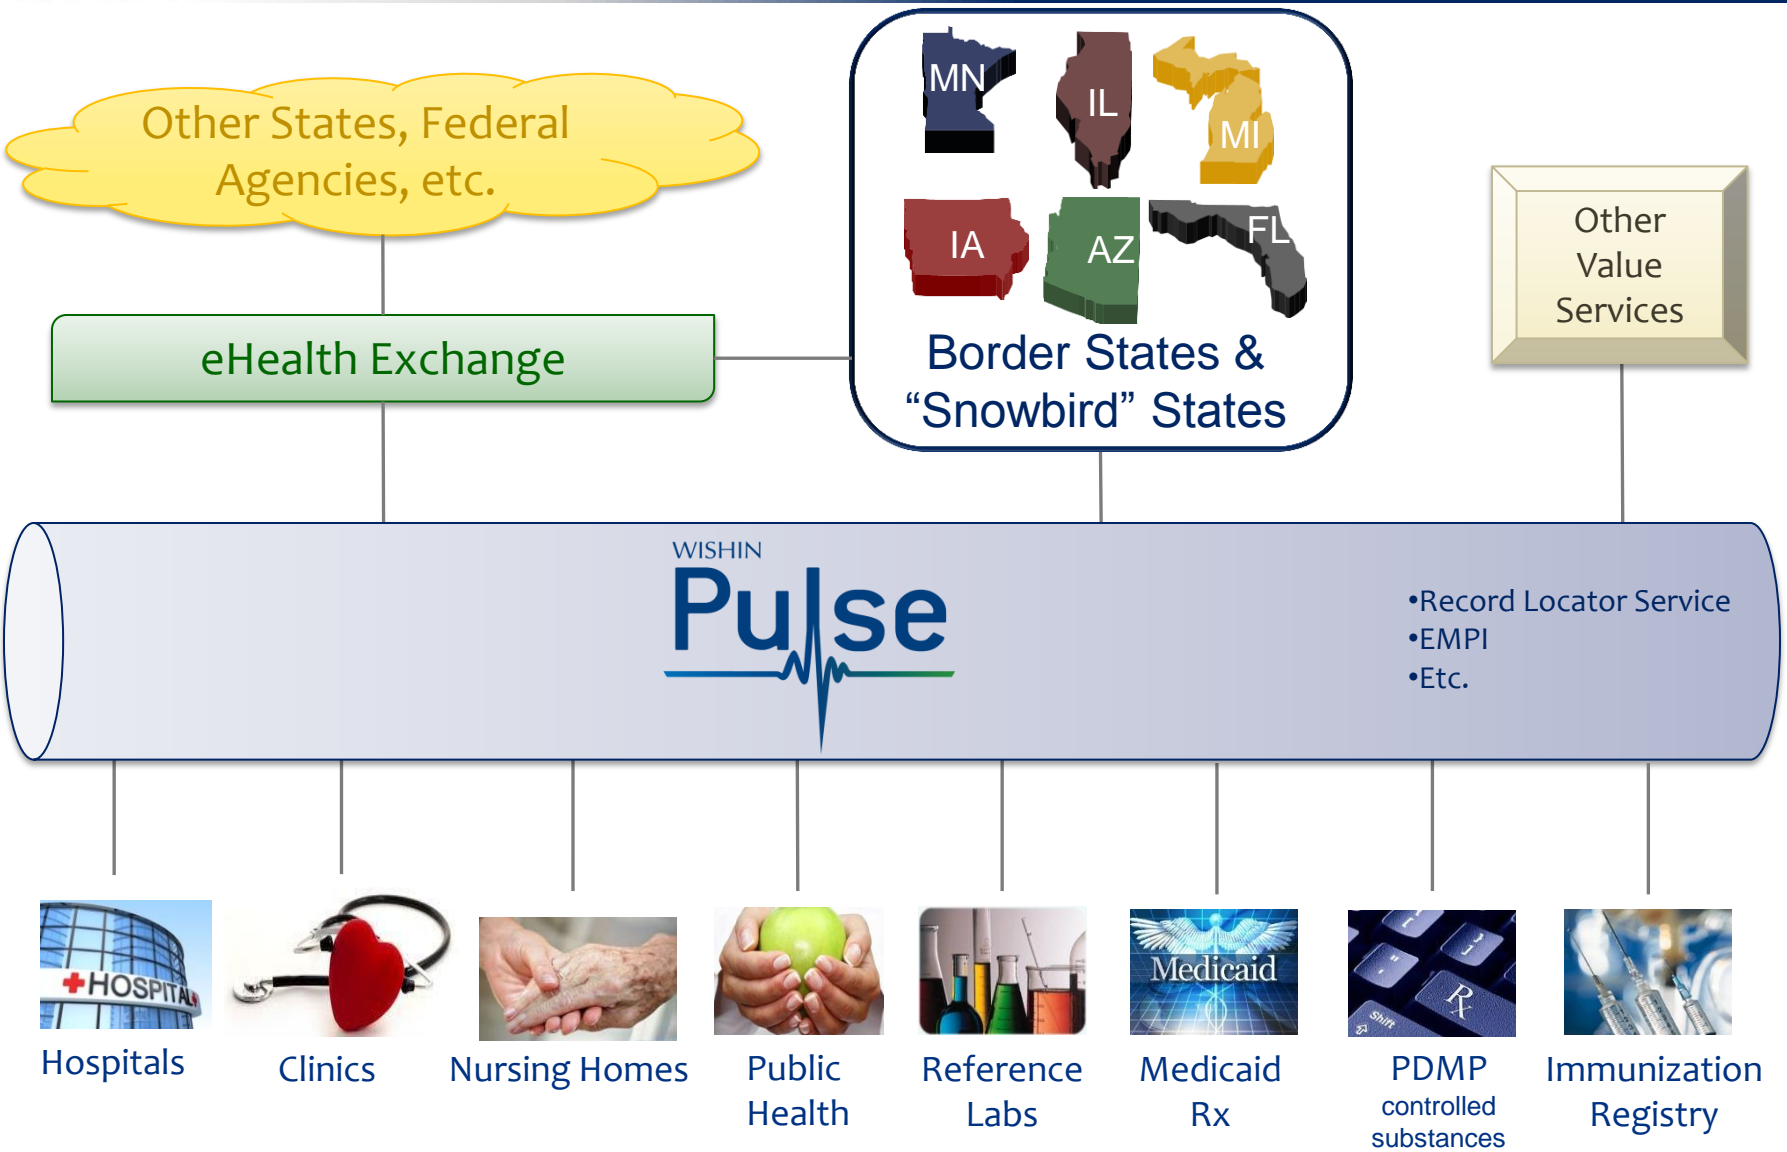 Other States, Federal
Agencies, etc.
MN
IL
MI
IA
AZ
FL
Border States &
“Snowbird” States
Other
Value
Services
eHealth Exchange
WISHIN
Pulse
•Record Locator Service
•EMPI
•Etc.
HOSPITAL
Medicaid
Shift
Rx
Hospitals
Clinics
Nursing Homes
Public
Health
Reference
Labs
Medicaid
Rx
PDMP
controlled
substances
Immunization
Registry